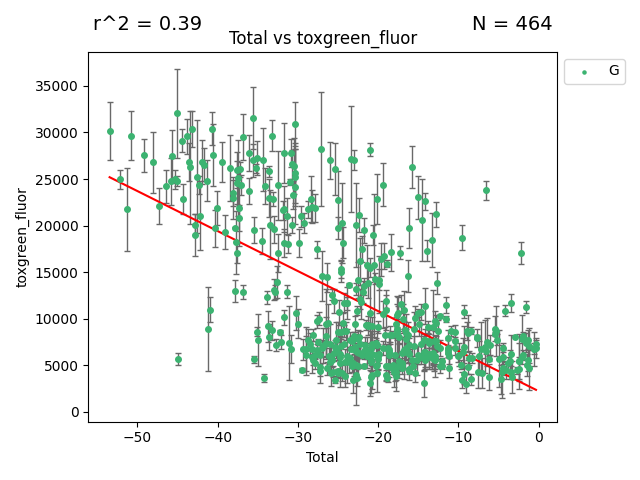 r^2 = 0.39
N = 464
Total vs toxgreen_fluor
G
toxgreen_fluor
35000
30000
25000
20000
15000
10000
5000
0
−50
−40
−30
−20
−10
0
Total